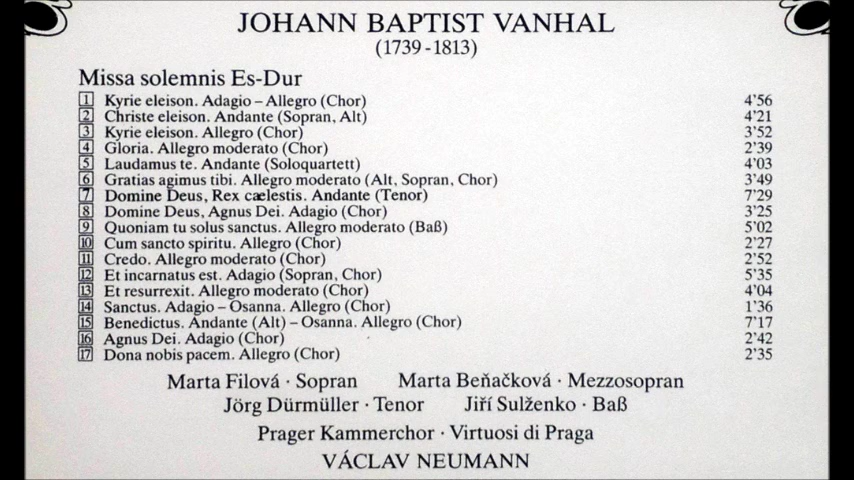 JOHANN BAPTIST VANHAL
(1739-1813)
Missa solemnis Es-Dur
1 Kyrie eleison. Adagio – Allegro (Chor) 4'56
2 Christe eleison. Andante (Sopran, Alt) 4'21
3 Kyrie eleison. Allegro (Chor) 3'52
4 Gloria. Allegro moderato (Chor) 2'39
5 Laudamus te. Andante (Soloquartett) 4'03
6 Gratias agimus tibi. Allegro moderato (Alt, Sopran, Chor) 3'49
7 Domine Deus, Rex cælestis. Andante (Tenor) 7'29
8 Domine Deus, Agnus Dei. Adagio (Chor) 3'25
9 Quoniam tu solus sanctus. Allegro moderato (Baß) 5'02
10 Cum sancto spiritu. Allegro (Chor) 2'27
11 Credo. Allegro moderato (Chor) 2'52
12 Et incarnatus est. Adagio (Sopran, Chor) 5'35
13 Et resurrexit. Allegro moderato (Chor) 4'04
14 Sanctus. Adagio – Osanna. Allegro (Chor) 1'36
15 Benedictus. Andante (Alt) – Osanna. Allegro (Chor) 7'17
16 Agnus Dei. Adagio (Chor) 2'42
17 Dona nobis pacem. Allegro (Chor) 2'35
Marta Filová · Sopran Marta Beňačková · Mezzosopran
Jörg Dürmüller · Tenor Jiří Sulženko · Baß
Prager Kammerchor · Virtuosi di Praga
VÁCLAV NEUMANN